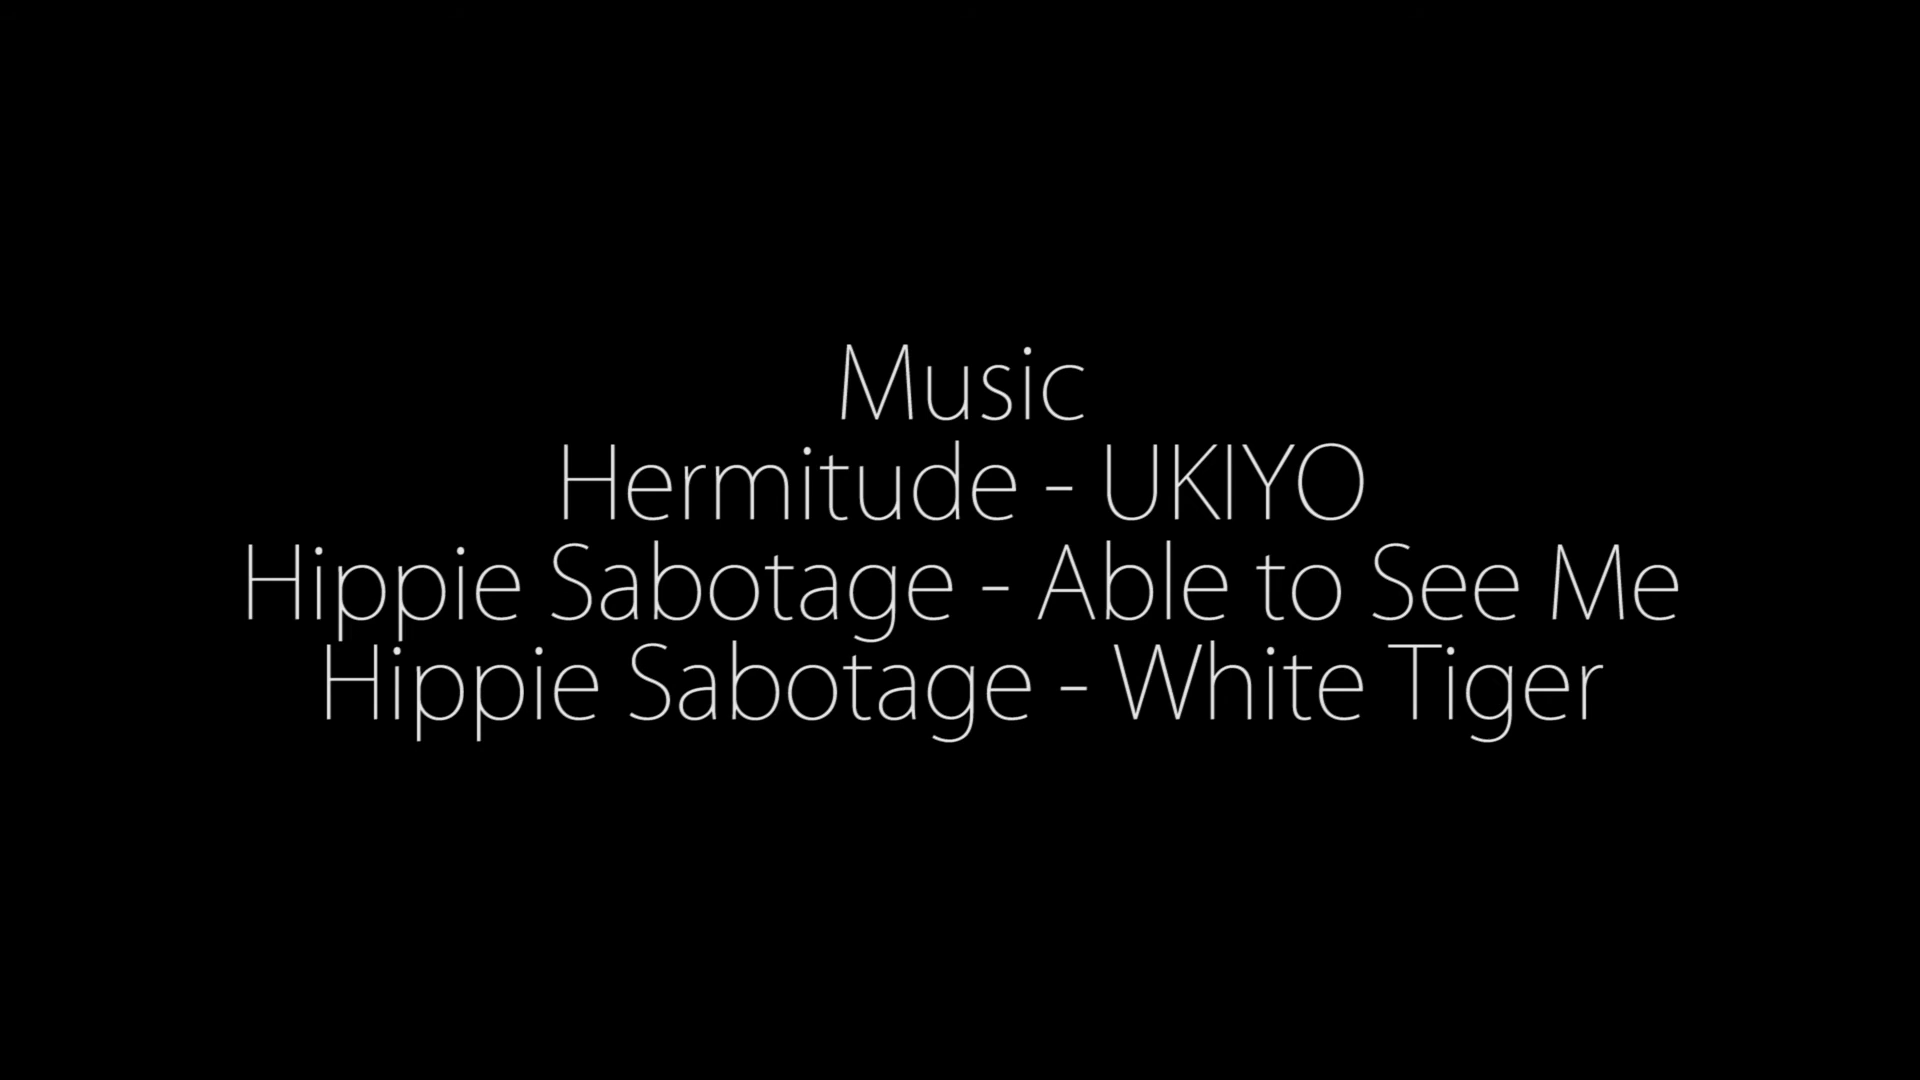 Music
Hermitude - UKIYO
Hippie Sabotage - Able to See Me
Hippie Sabotage - White Tiger